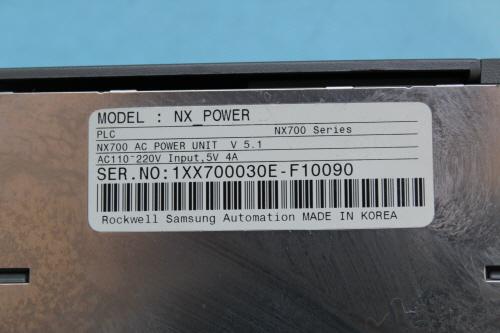 MODEL : NX_POWER
PLC NX700 Series
NX700 AC POWER UNIT V 5.1
AC110~220V Input,5V 4A
SER.NO:1XX700030E-F10090
Rockwell Samsung Automation MADE IN KOREA